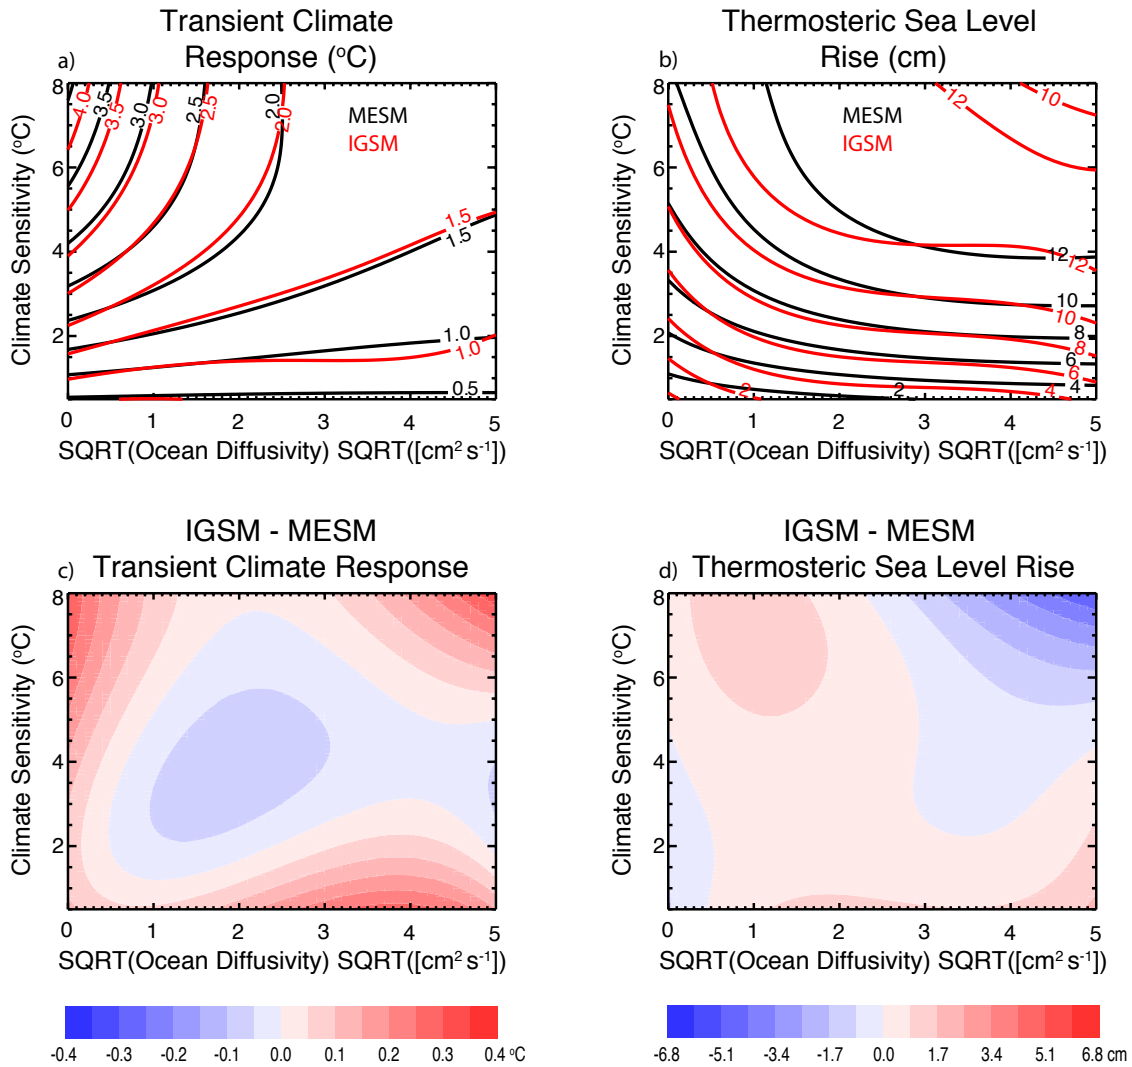 Transient Climate
Response (ºC)
a)
8
6
4
2
0 1 2 3 4 5
Climate Sensitivity (ºC)
SQRT(Ocean Diffusivity) SQRT([cm² s⁻¹])
MESM
IGSM
4.0
3.5
3.5
3.0
3.0
2.5
2.5
2.0
2.0
1.5
1.5
1.0
1.0
0.5
Thermosteric Sea Level
Rise (cm)
b)
8
6
4
2
0 1 2 3 4 5
Climate Sensitivity (ºC)
SQRT(Ocean Diffusivity) SQRT([cm² s⁻¹])
MESM
IGSM
12
10
12
12
10
10
8
8
6
6
4
4
2
2
IGSM - MESM
c) Transient Climate Response
8
6
4
2
0 1 2 3 4 5
Climate Sensitivity (ºC)
SQRT(Ocean Diffusivity) SQRT([cm² s⁻¹])
-0.4 -0.3 -0.2 -0.1 0.0 0.1 0.2 0.3 0.4 ºC
IGSM - MESM
d) Thermosteric Sea Level Rise
8
6
4
2
0 1 2 3 4 5
Climate Sensitivity (ºC)
SQRT(Ocean Diffusivity) SQRT([cm² s⁻¹])
-6.8 -5.1 -3.4 -1.7 0.0 1.7 3.4 5.1 6.8 cm